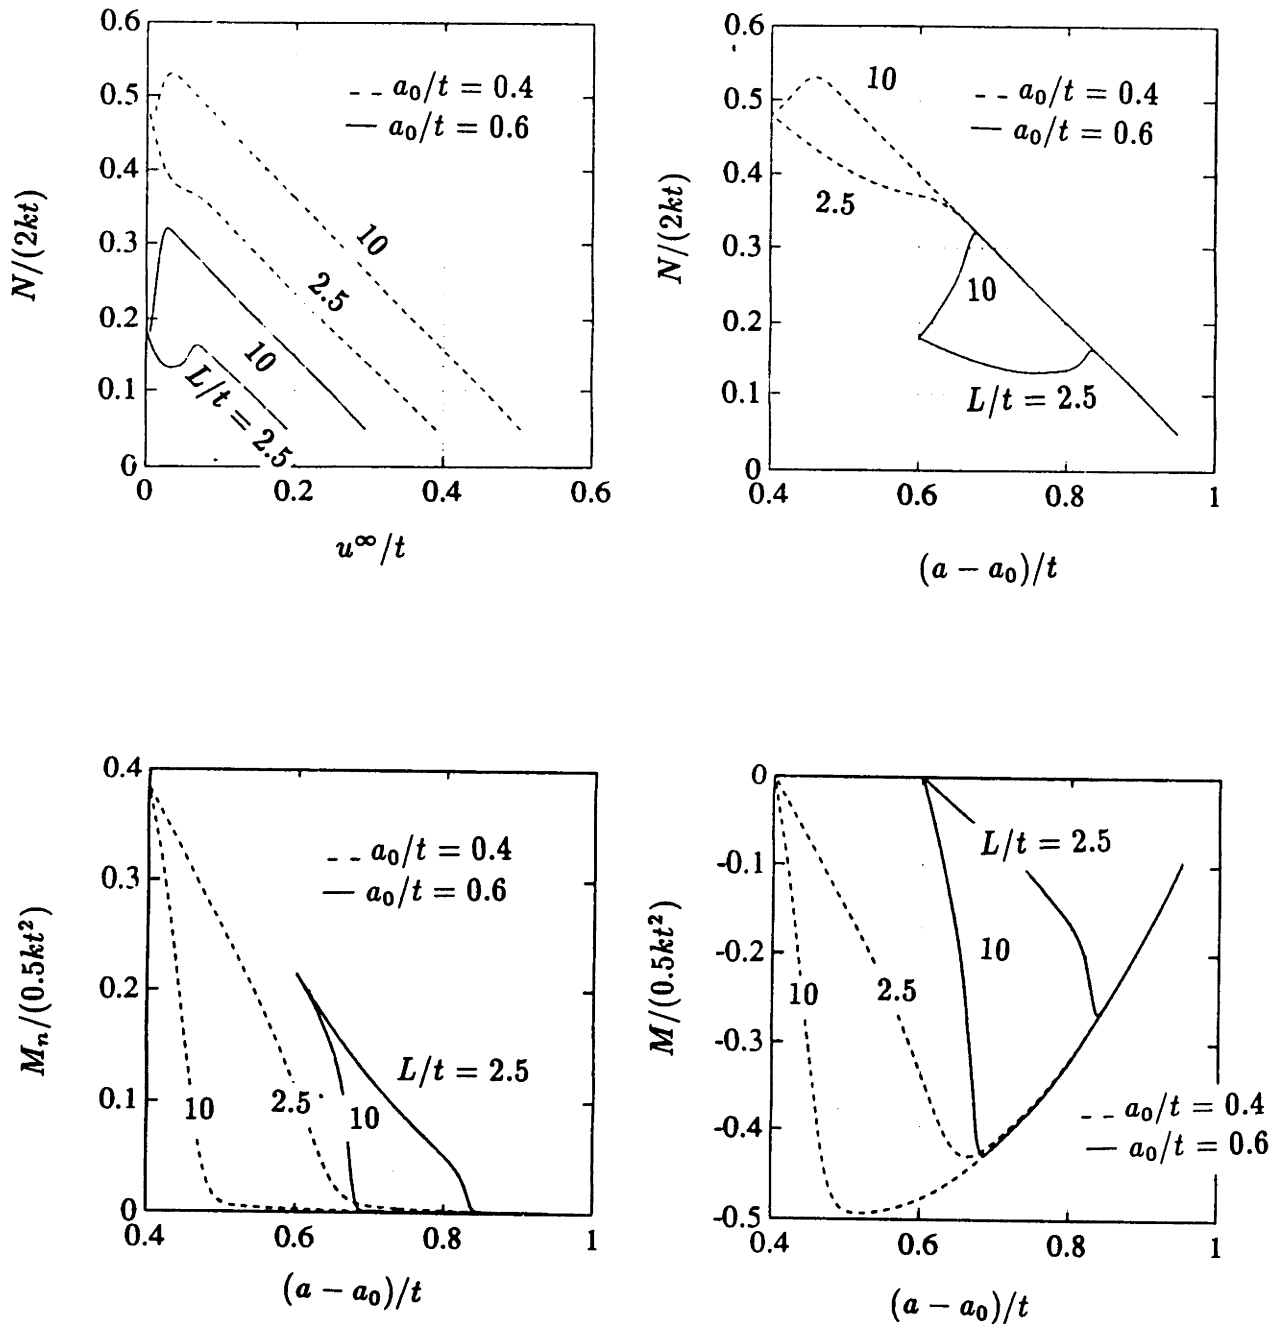 0.6
0.5
0.4
0.3
0.2
0.1
0
N/(2kt)
- - a₀/t = 0.4
— a₀/t = 0.6
10
2.5
10
L/t = 2.5
0 0.2 0.4 0.6
u∞/t
0.6
0.5
0.4
0.3
0.2
0.1
0
N/(2kt)
10
- - a₀/t = 0.4
— a₀/t = 0.6
2.5
10
L/t = 2.5
0.4 0.6 0.8 1
(a − a₀)/t
0.4
0.3
0.2
0.1
0
Mₙ/(0.5kt²)
- - a₀/t = 0.4
— a₀/t = 0.6
L/t = 2.5
10 2.5 10
0.4 0.6 0.8 1
(a − a₀)/t
0
-0.1
-0.2
-0.3
-0.4
-0.5
M/(0.5kt²)
L/t = 2.5
10
10 2.5
- - a₀/t = 0.4
— a₀/t = 0.6
0.4 0.6 0.8 1
(a − a₀)/t